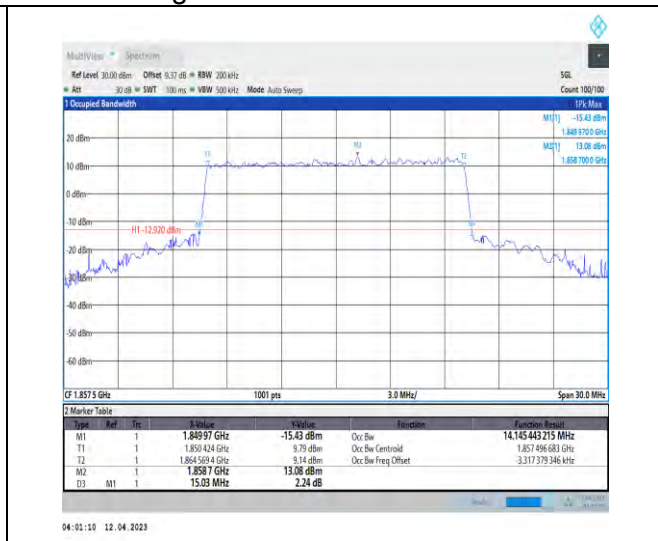 MultiView Spectrum
Ref Level 30.00 dBm Offset 9.37 dB RBW 200 kHz SGL
Att 30 dB SWT 100 ms VBW 500 kHz Mode Auto Sweep Count 100/100
1 Occupied Bandwidth 1Pk Max
M1[1] -15.43 dBm
1.849 970 0 GHz
M2[1] 13.08 dBm
1.858 700 0 GHz
20 dBm
M2
T1
T2
10 dBm
0 dBm
-10 dBm
H1 -12.920 dBm
-20 dBm
-30 dBm
-40 dBm
-50 dBm
-60 dBm
CF 1.857 5 GHz 1001 pts 3.0 MHz/ Span 30.0 MHz
2 Marker Table
Type Ref Trc X-Value Y-Value Function Function Result
M1 1 1.849 97 GHz -15.43 dBm Occ Bw 14.145 443 215 MHz
T1 1 1.850 424 GHz 9.79 dBm Occ Bw Centroid 1.857 496 683 GHz
T2 1 1.864 569 4 GHz 9.14 dBm Occ Bw Freq Offset -3.317 379 346 kHz
M2 1 1.858 7 GHz 13.08 dBm
D3 M1 1 15.03 MHz 2.24 dB
04:01:10 12.04.2023